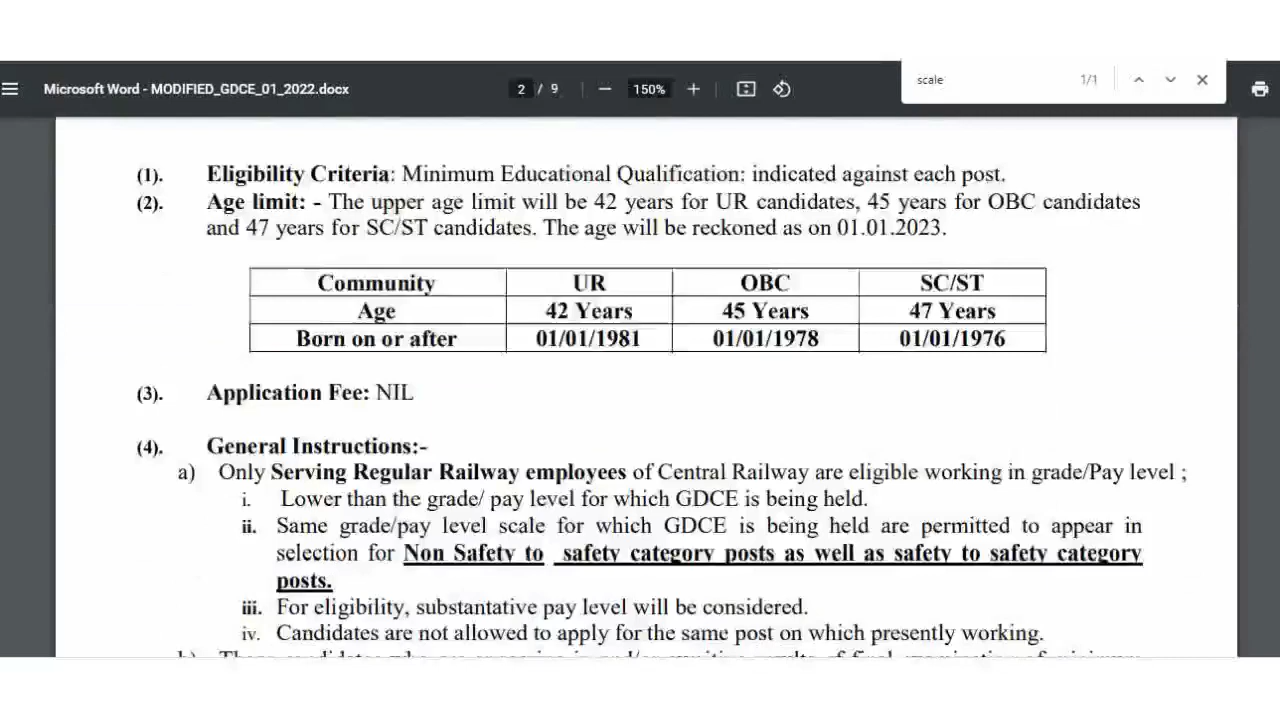 Microsoft Word - MODIFIED_GDCE_01_2022.docx
2 / 9
150%
scale
1/1
(1). Eligibility Criteria: Minimum Educational Qualification: indicated against each post.
(2). Age limit: - The upper age limit will be 42 years for UR candidates, 45 years for OBC candidates
and 47 years for SC/ST candidates. The age will be reckoned as on 01.01.2023.
Community UR OBC SC/ST
Age 42 Years 45 Years 47 Years
Born on or after 01/01/1981 01/01/1978 01/01/1976
(3). Application Fee: NIL
(4). General Instructions:-
a) Only Serving Regular Railway employees of Central Railway are eligible working in grade/Pay level ;
i. Lower than the grade/ pay level for which GDCE is being held.
ii. Same grade/pay level scale for which GDCE is being held are permitted to appear in
selection for Non Safety to safety category posts as well as safety to safety category
posts.
iii. For eligibility, substantative pay level will be considered.
iv. Candidates are not allowed to apply for the same post on which presently working.